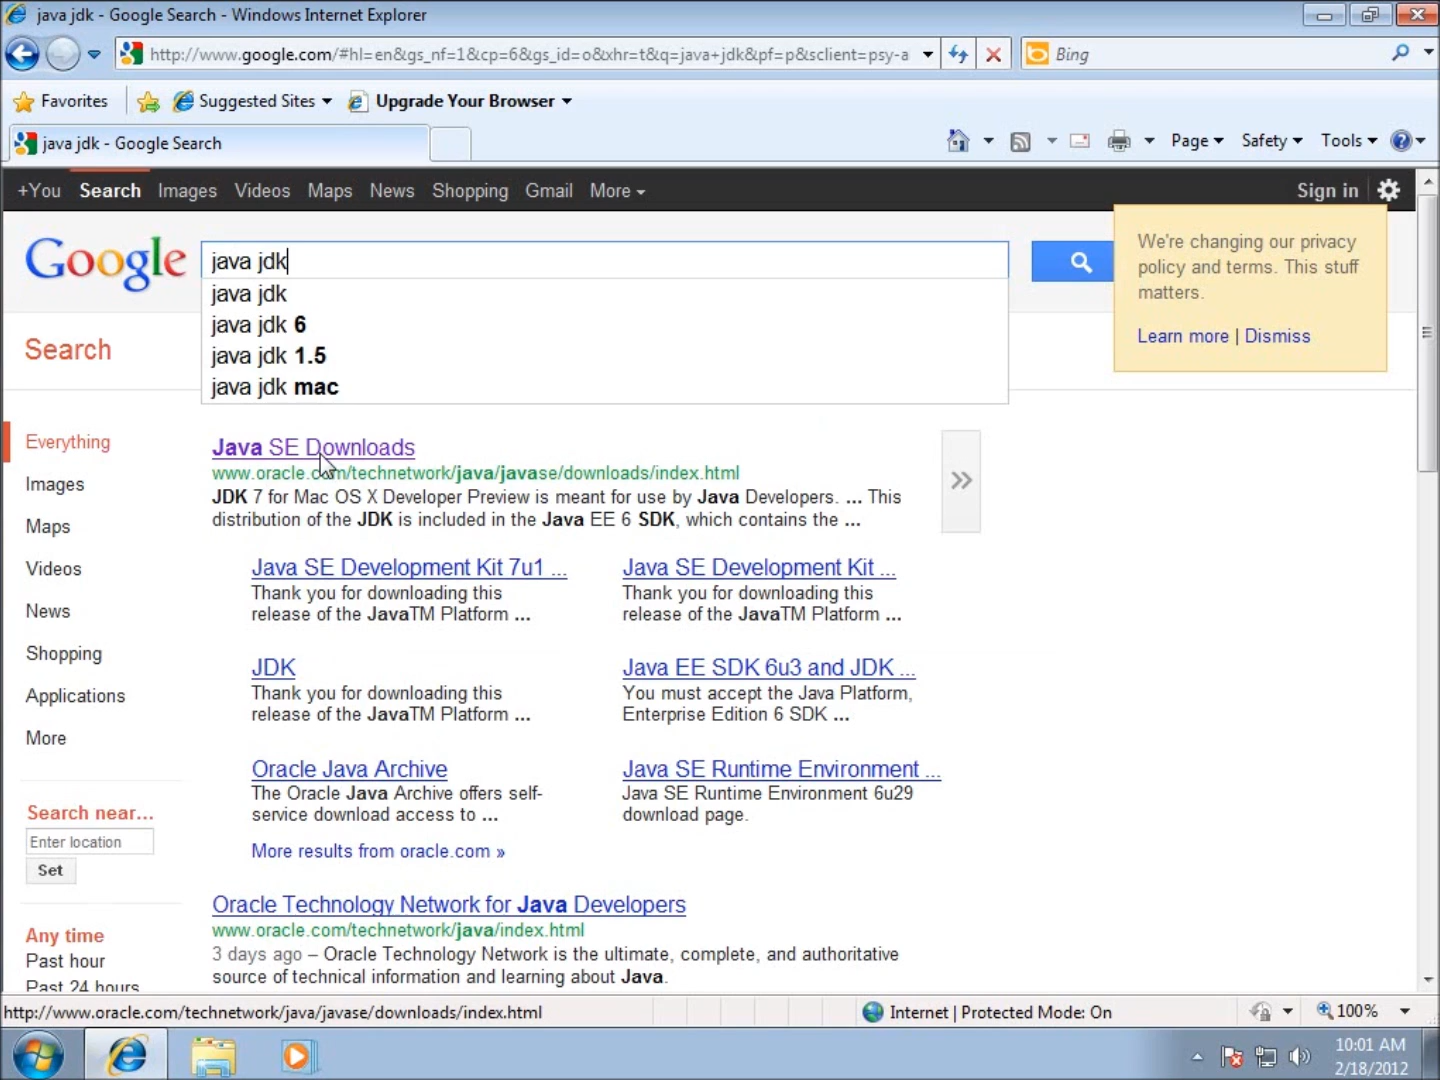 java jdk - Google Search - Windows Internet Explorer
http://www.google.com/#hl=en&gs_nf=1&cp=6&gs_id=o&xhr=t&q=java+jdk&pf=p&sclient=psy-a
Bing
Favorites
Suggested Sites
Upgrade Your Browser
java jdk - Google Search
Page
Safety
Tools
+You Search Images Videos Maps News Shopping Gmail More
Sign in
Google
java jdk
java jdk
java jdk 6
java jdk 1.5
java jdk mac
We're changing our privacy
policy and terms. This stuff
matters.
Learn more | Dismiss
Search
Everything
Images
Maps
Videos
News
Shopping
Applications
More
Search near...
Enter location
Set
Any time
Past hour
Past 24 hours
Java SE Downloads
www.oracle.com/technetwork/java/javase/downloads/index.html
JDK 7 for Mac OS X Developer Preview is meant for use by Java Developers. ... This
distribution of the JDK is included in the Java EE 6 SDK, which contains the ...
»
Java SE Development Kit 7u1 ...
Thank you for downloading this
release of the JavaTM Platform ...
Java SE Development Kit ...
Thank you for downloading this
release of the JavaTM Platform ...
JDK
Thank you for downloading this
release of the JavaTM Platform ...
Java EE SDK 6u3 and JDK ...
You must accept the Java Platform,
Enterprise Edition 6 SDK ...
Oracle Java Archive
The Oracle Java Archive offers self-
service download access to ...
Java SE Runtime Environment ...
Java SE Runtime Environment 6u29
download page.
More results from oracle.com »
Oracle Technology Network for Java Developers
www.oracle.com/technetwork/java/index.html
3 days ago – Oracle Technology Network is the ultimate, complete, and authoritative
source of technical information and learning about Java.
http://www.oracle.com/technetwork/java/javase/downloads/index.html
Internet | Protected Mode: On
100%
10:01 AM
2/18/2012